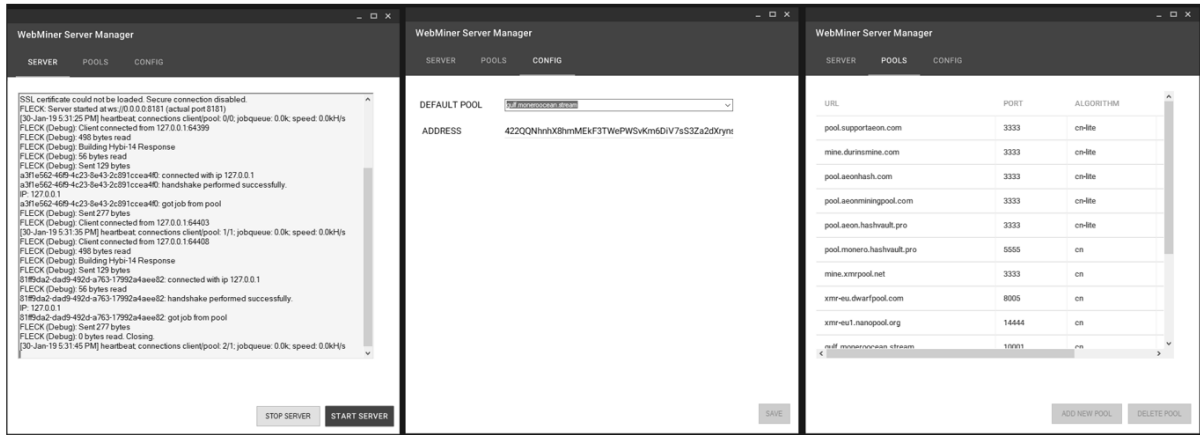 WebMiner Server Manager
SERVER POOLS CONFIG
SSL certificate could not be loaded. Secure connection disabled.
FLECK: Server started at ws://0.0.0.0:8181 (actual port 8181)
[30-Jan-19 5:31:25 PM] heartbeat; connections client/pool: 0/0; jobqueue: 0.0k; speed: 0.0kH/s
FLECK (Debug): Client connected from 127.0.0.1:64399
FLECK (Debug): 498 bytes read
FLECK (Debug): Building Hybi-14 Response
FLECK (Debug): 56 bytes read
FLECK (Debug): Sent 129 bytes
a3f1e562-46f9-4c23-8e43-2c891ccea4f0: connected with ip 127.0.0.1
a3f1e562-46f9-4c23-8e43-2c891ccea4f0: handshake performed successfully.
IP: 127.0.0.1
a3f1e562-46f9-4c23-8e43-2c891ccea4f0: got job from pool
FLECK (Debug): Sent 277 bytes
FLECK (Debug): Client connected from 127.0.0.1:64403
[30-Jan-19 5:31:35 PM] heartbeat; connections client/pool: 1/1; jobqueue: 0.0k; speed: 0.0kH/s
FLECK (Debug): Client connected from 127.0.0.1:64408
FLECK (Debug): 498 bytes read
FLECK (Debug): Building Hybi-14 Response
FLECK (Debug): Sent 129 bytes
81ff9da2-dad9-492d-a763-17992a4aee82: connected with ip 127.0.0.1
FLECK (Debug): 56 bytes read
81ff9da2-dad9-492d-a763-17992a4aee82: handshake performed successfully.
IP: 127.0.0.1
81ff9da2-dad9-492d-a763-17992a4aee82: got job from pool
FLECK (Debug): Sent 277 bytes
FLECK (Debug): 0 bytes read. Closing.
[30-Jan-19 5:31:45 PM] heartbeat; connections client/pool: 2/1; jobqueue: 0.0k; speed: 0.0kH/s
STOP SERVER START SERVER
WebMiner Server Manager
SERVER POOLS CONFIG
DEFAULT POOL gulf.moneroocean.stream
ADDRESS 422QQNhnhX8hmMEkF3TWePWSvKm6DiV7sS3Za2dXryns
SAVE
WebMiner Server Manager
SERVER POOLS CONFIG
URL PORT ALGORITHM
pool.supportaeon.com 3333 cn-lite
mine.durinsmine.com 3333 cn-lite
pool.aeonhash.com 3333 cn-lite
pool.aeonminingpool.com 3333 cn-lite
pool.aeon.hashvault.pro 3333 cn-lite
pool.monero.hashvault.pro 5555 cn
mine.xmrpool.net 3333 cn
xmr-eu.dwarfpool.com 8005 cn
xmr-eu1.nanopool.org 14444 cn
gulf.moneroocean.stream 10001 cn
ADD NEW POOL DELETE POOL